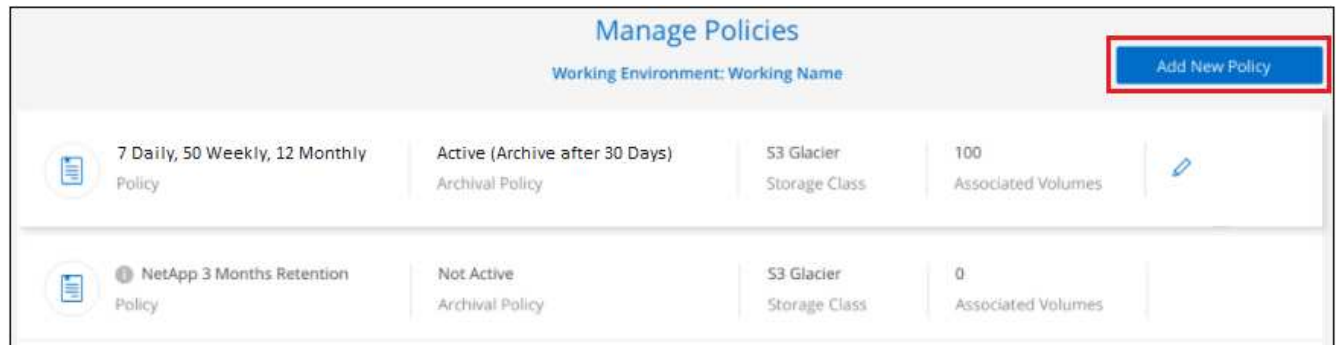 Manage Policies
Working Environment: Working Name
Add New Policy
7 Daily, 50 Weekly, 12 Monthly
Policy
Active (Archive after 30 Days)
Archival Policy
S3 Glacier
Storage Class
100
Associated Volumes
NetApp 3 Months Retention
Policy
Not Active
Archival Policy
S3 Glacier
Storage Class
0
Associated Volumes